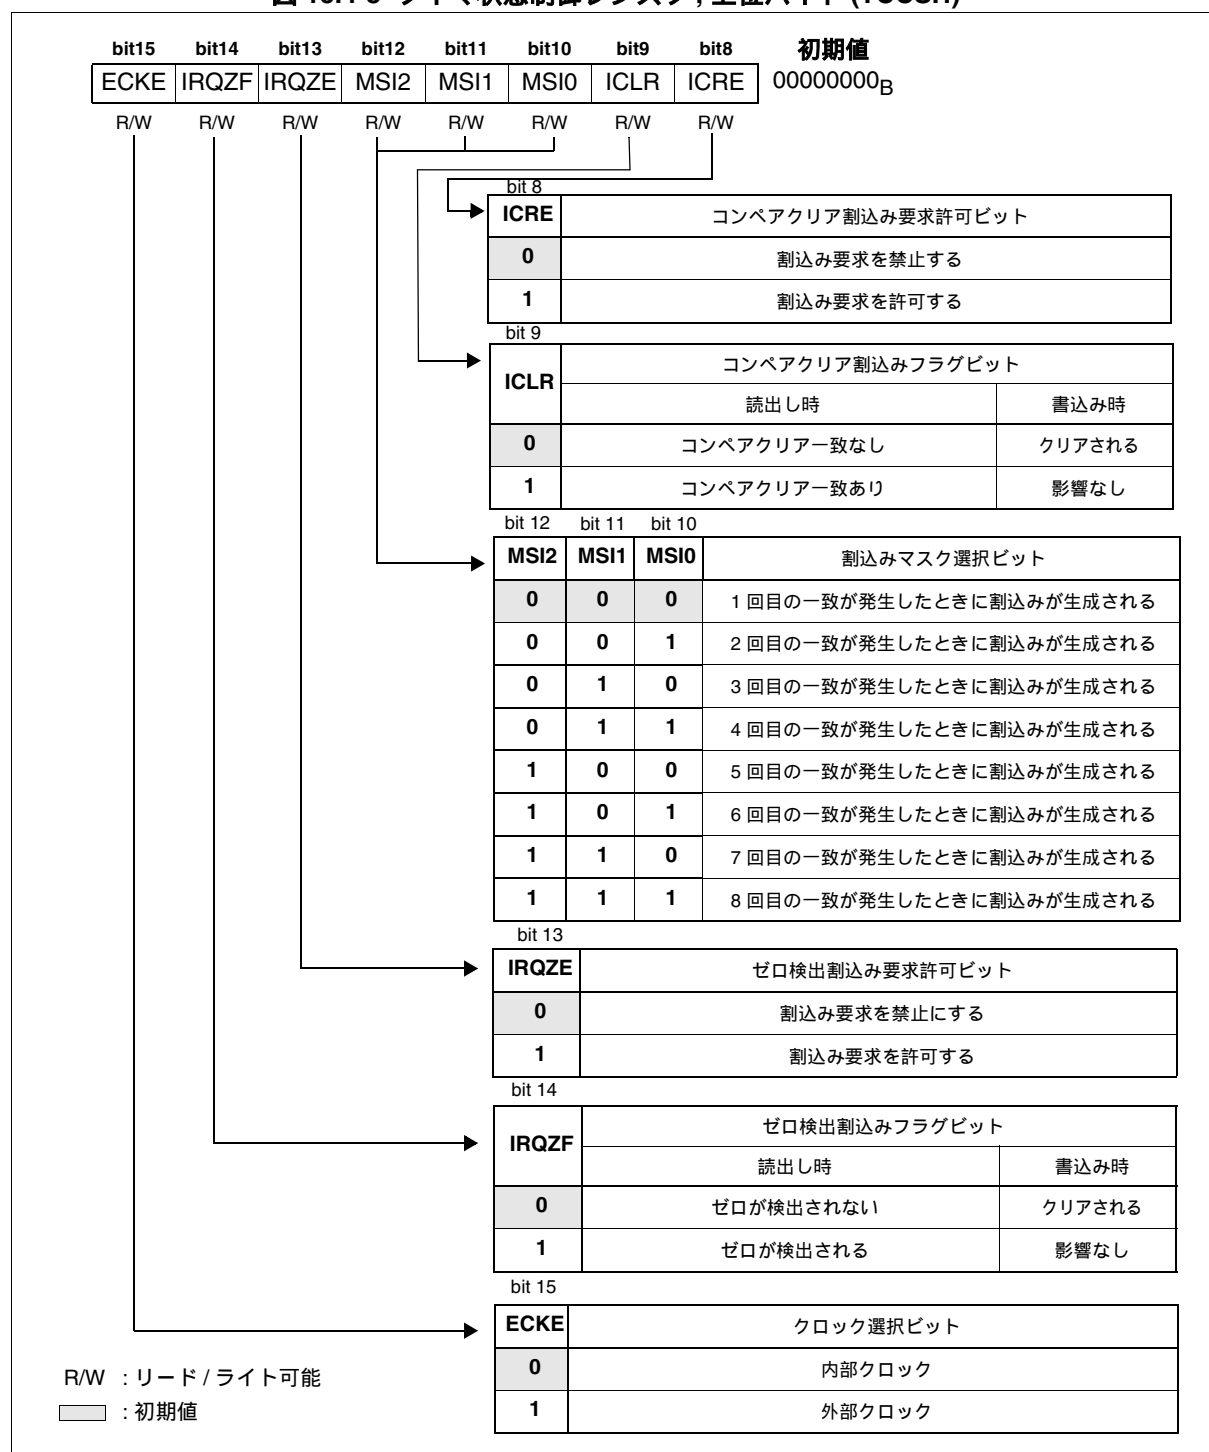 bit15 bit14 bit13 bit12 bit11 bit10 bit9 bit8 初期値
ECKE IRQZF IRQZE MSI2 MSI1 MSI0 ICLR ICRE 00000000B
R/W R/W R/W R/W R/W R/W R/W R/W
bit 8
ICRE コンペアクリア割込み要求許可ビット
0 割込み要求を禁止する
1 割込み要求を許可する
bit 9
ICLR コンペアクリア割込みフラグビット
読出し時 書込み時
0 コンペアクリア一致なし クリアされる
1 コンペアクリア一致あり 影響なし
bit 12 bit 11 bit 10
MSI2 MSI1 MSI0 割込みマスク選択ビット
0 0 0 1 回目の一致が発生したときに割込みが生成される
0 0 1 2 回目の一致が発生したときに割込みが生成される
0 1 0 3 回目の一致が発生したときに割込みが生成される
0 1 1 4 回目の一致が発生したときに割込みが生成される
1 0 0 5 回目の一致が発生したときに割込みが生成される
1 0 1 6 回目の一致が発生したときに割込みが生成される
1 1 0 7 回目の一致が発生したときに割込みが生成される
1 1 1 8 回目の一致が発生したときに割込みが生成される
bit 13
IRQZE ゼロ検出割込み要求許可ビット
0 割込み要求を禁止にする
1 割込み要求を許可する
bit 14
IRQZF ゼロ検出割込みフラグビット
読出し時 書込み時
0 ゼロが検出されない クリアされる
1 ゼロが検出される 影響なし
bit 15
ECKE クロック選択ビット
0 内部クロック
1 外部クロック
R/W : リード / ライト可能
: 初期値